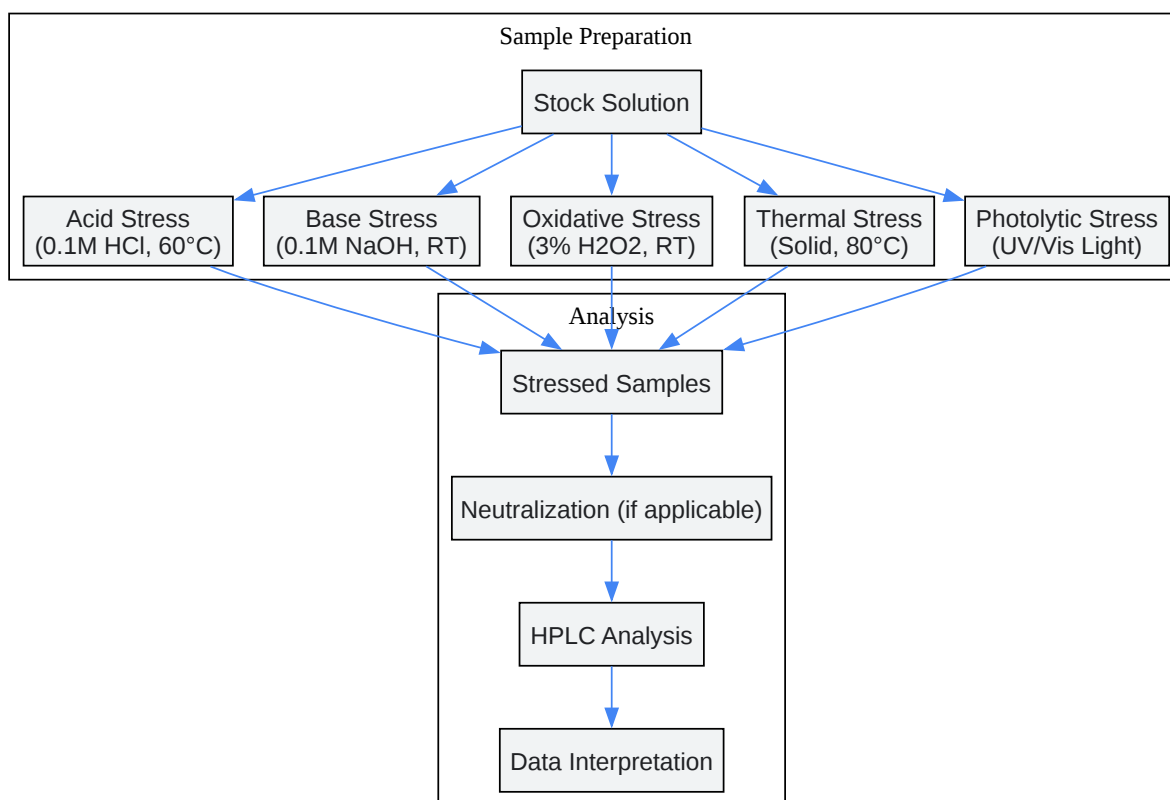 Sample Preparation
Stock Solution
Acid Stress
(0.1M HCl, 60°C)
Base Stress
(0.1M NaOH, RT)
Oxidative Stress
(3% H2O2, RT)
Thermal Stress
(Solid, 80°C)
Photolytic Stress
(UV/Vis Light)
Analysis
Stressed Samples
Neutralization (if applicable)
HPLC Analysis
Data Interpretation